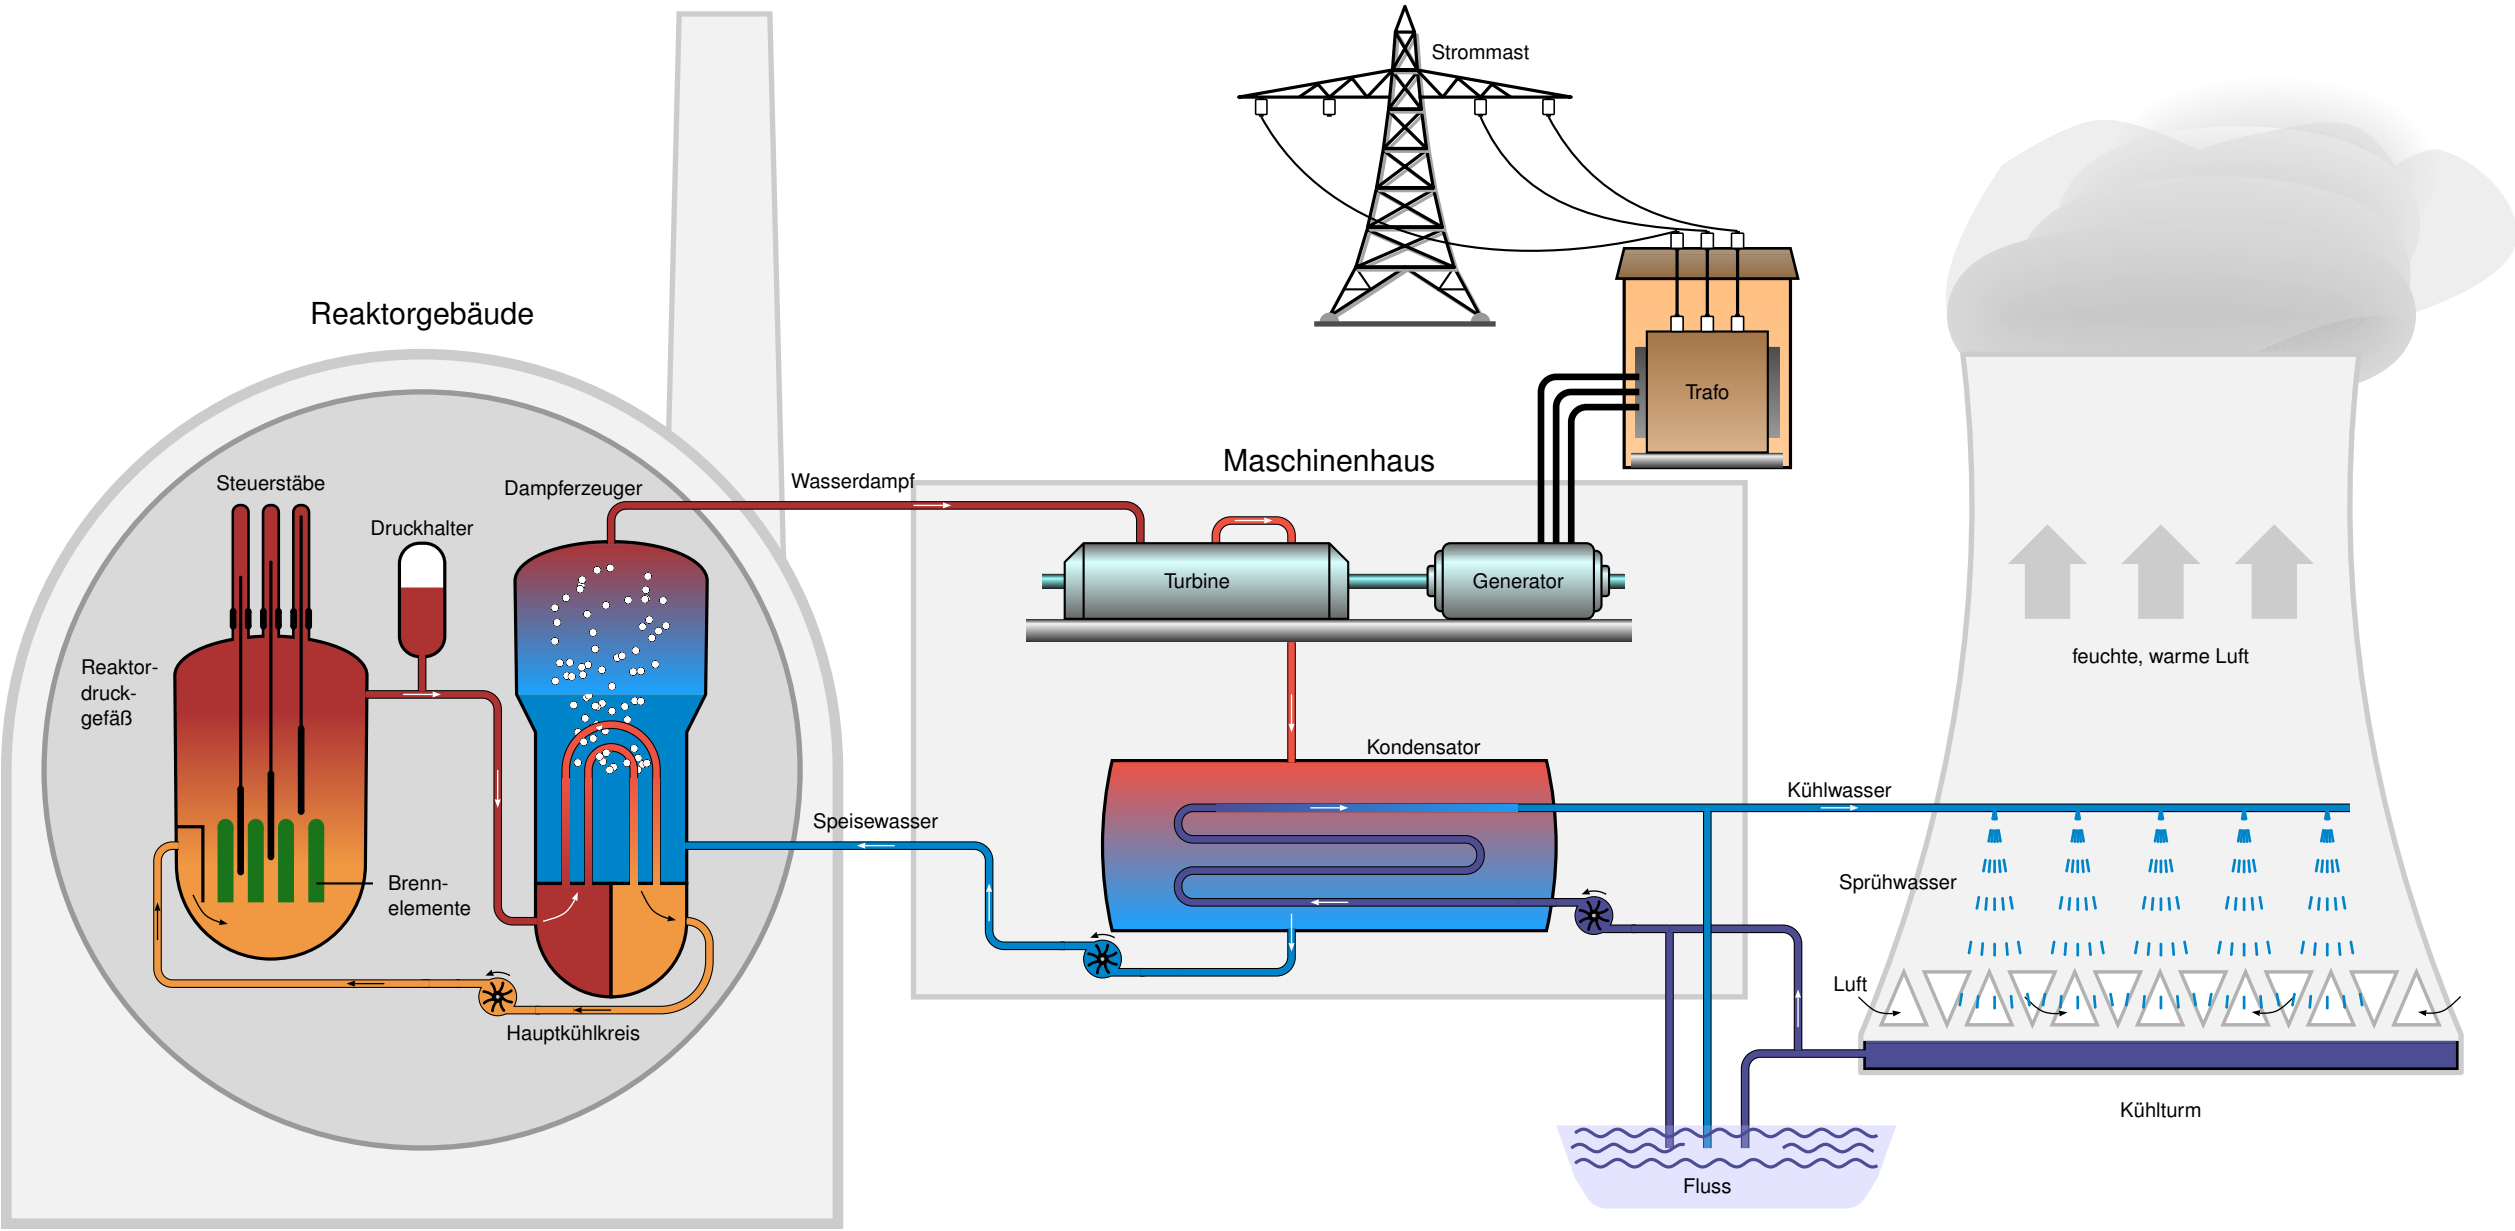 Strommast
Reaktorgebäude
Trafo
Maschinenhaus
Steuerstäbe
Dampferzeuger
Wasserdampf
Druckhalter
Turbine
Generator
Reaktor-
druck-
gefäß
feuchte, warme Luft
Kondensator
Kühlwasser
Speisewasser
Brenn-
elemente
Sprühwasser
Luft
Hauptkühlkreis
Kühlturm
Fluss